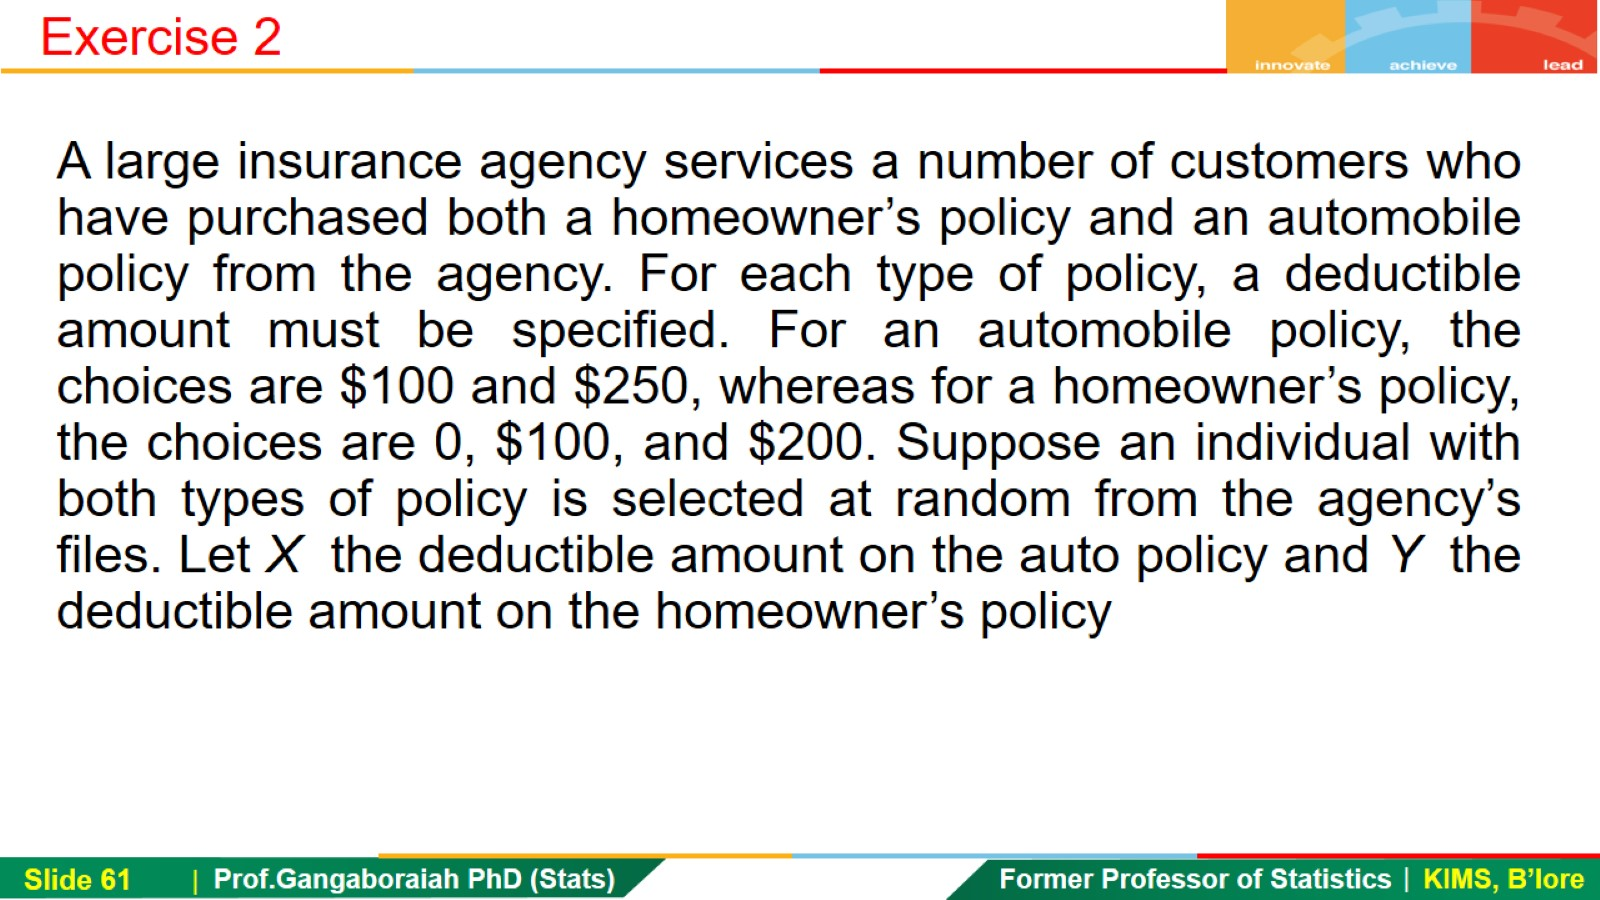 Exercise 2
innovate achieve lead
A large insurance agency services a number of customers who
have purchased both a homeowner’s policy and an automobile
policy from the agency. For each type of policy, a deductible
amount must be specified. For an automobile policy, the
choices are $100 and $250, whereas for a homeowner’s policy,
the choices are 0, $100, and $200. Suppose an individual with
both types of policy is selected at random from the agency’s
files. Let X the deductible amount on the auto policy and Y the
deductible amount on the homeowner’s policy
Slide 61 | Prof.Gangaboraiah PhD (Stats) Former Professor of Statistics | KIMS, B’lore